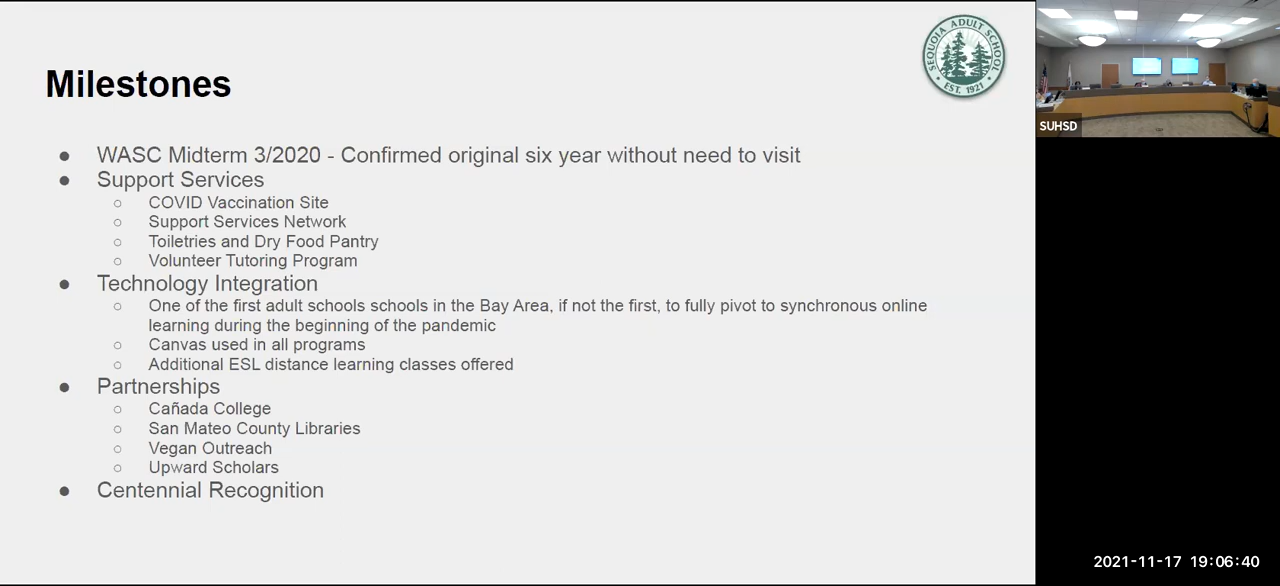 Milestones
SEQUOIA ADULT SCHOOL
EST. 1921
● WASC Midterm 3/2020 - Confirmed original six year without need to visit
● Support Services
○ COVID Vaccination Site
○ Support Services Network
○ Toiletries and Dry Food Pantry
○ Volunteer Tutoring Program
● Technology Integration
○ One of the first adult schools schools in the Bay Area, if not the first, to fully pivot to synchronous online
learning during the beginning of the pandemic
○ Canvas used in all programs
○ Additional ESL distance learning classes offered
● Partnerships
○ Cañada College
○ San Mateo County Libraries
○ Vegan Outreach
○ Upward Scholars
● Centennial Recognition
SUHSD
2021-11-17 19:06:40